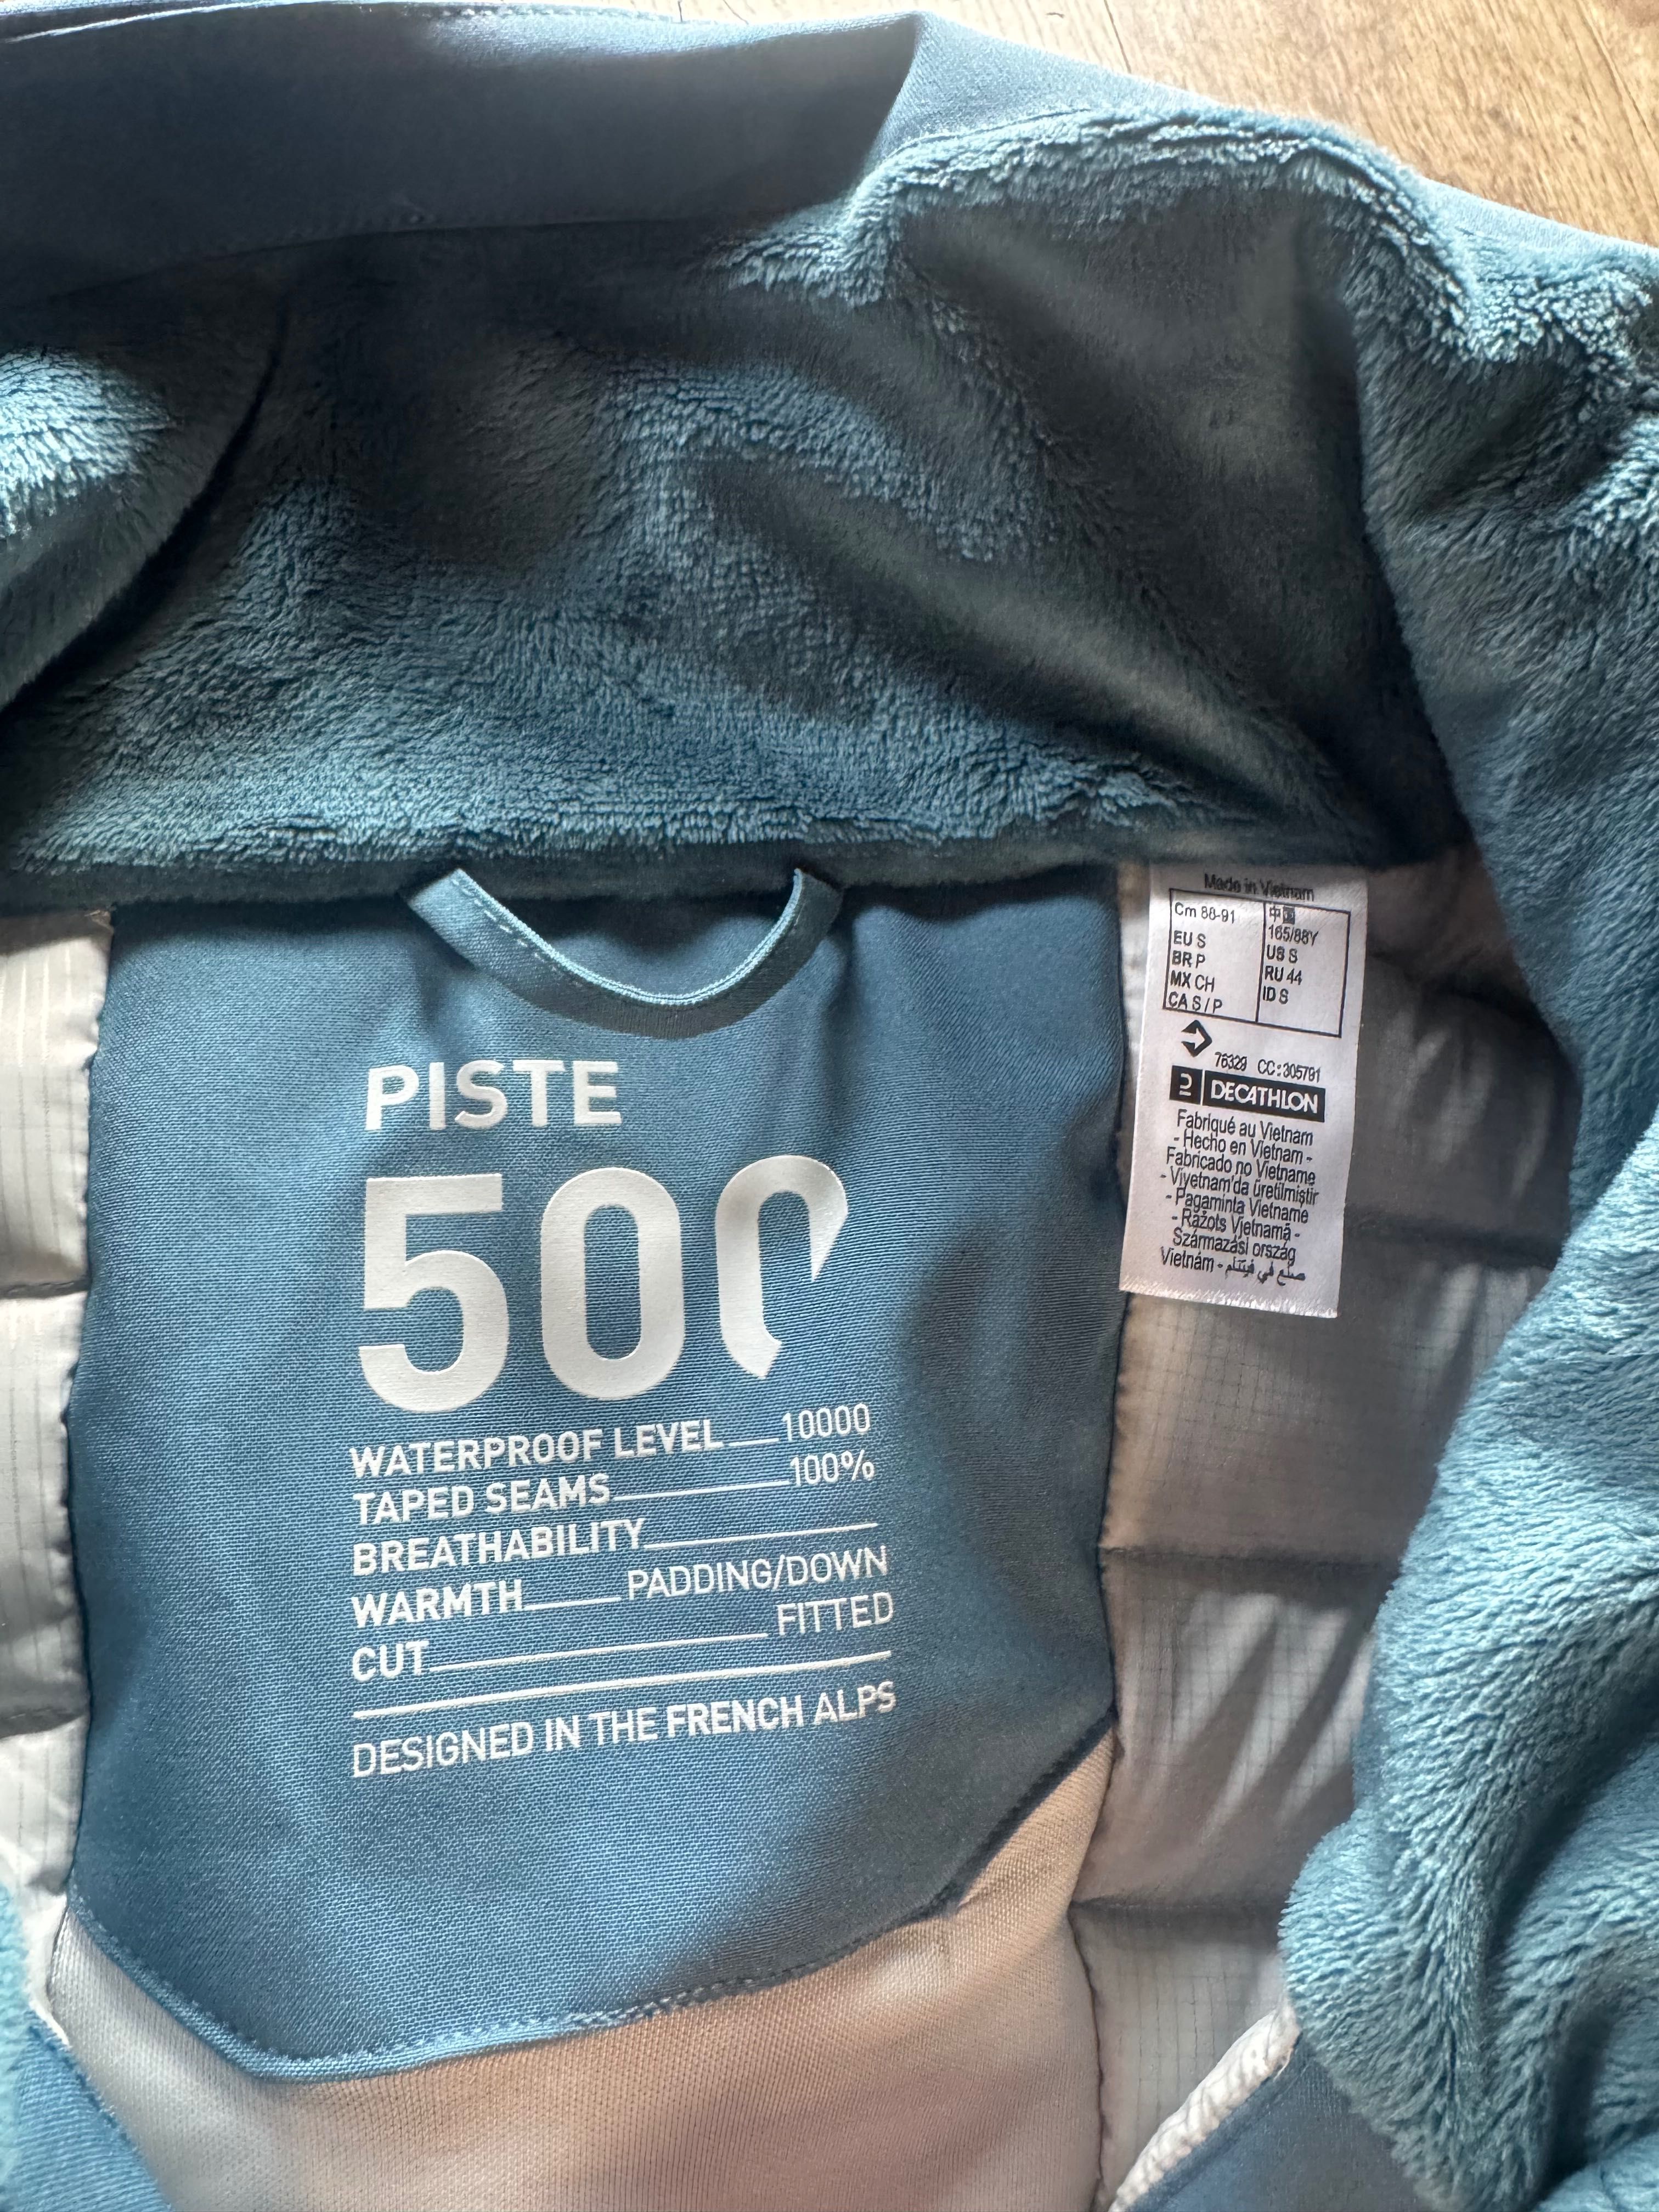 PISTE
500
WATERPROOF LEVEL 10000
TAPED SEAMS 100%
BREATHABILITY
WARMTH PADDING/DOWN
CUT FITTED
DESIGNED IN THE FRENCH ALPS
Made in Vietnam
Cm 88-91
EU S
BR P
MX CH
CA S / P
中国
165/88Y
US S
RU 44
ID S
76329 CC:305791
DECATHLON
Fabriqué au Vietnam
- Hecho en Vietnam -
Fabricado no Vietname
- Vıyetnam'da üretilmiştir
- Pagaminta Vietname
- Ražots Vjetnamā -
Származási ország
Vietnám - صنع في فيتنام